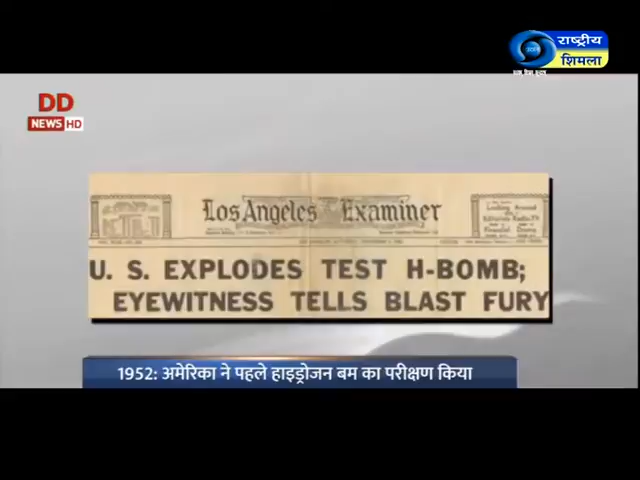 राष्ट्रीय
शिमला
DD
NEWS HD
Los Angeles Examiner
U. S. EXPLODES TEST H-BOMB;
EYEWITNESS TELLS BLAST FURY
1952: अमेरिका ने पहले हाइड्रोजन बम का परीक्षण किया